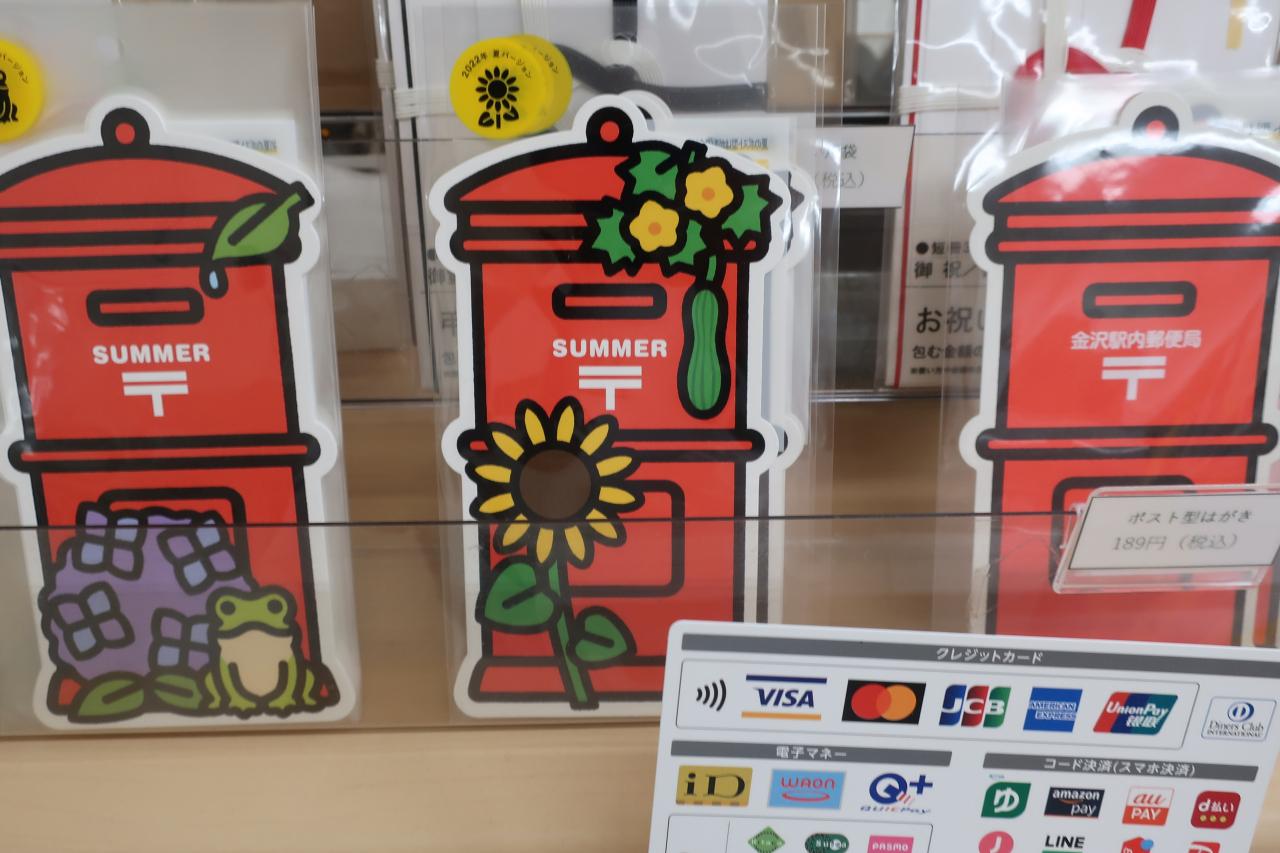 2022年 夏バージョン
SUMMER
SUMMER
金沢駅内郵便局
ポスト型はがき
189円(税込)
袋
(税込)
●短冊
御 祝/
お祝い
包む金額の
クレジットカード
VISA
JCB
AMERICAN EXPRESS
UnionPay
银联
Diners Club
INTERNATIONAL
電子マネー
iD
WAON
Q+
QUICPay
コード決済(スマホ決済)
ゆ
amazon pay
au PAY
d払い
Suica
PASMO
J
LINE